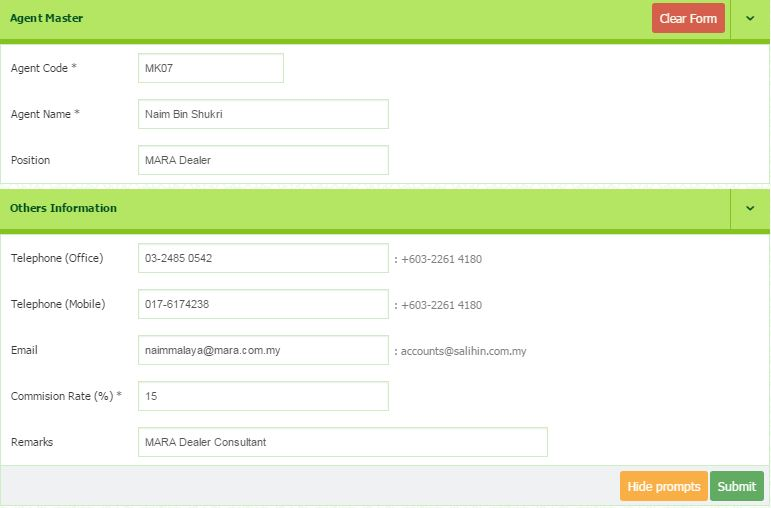 Agent Master Clear Form
Agent Code * MK07
Agent Name * Naim Bin Shukri
Position MARA Dealer
Others Information
Telephone (Office) 03-2485 0542 : +603-2261 4180
Telephone (Mobile) 017-6174238 : +603-2261 4180
Email naimmalaya@mara.com.my : accounts@salihin.com.my
Commision Rate (%) * 15
Remarks MARA Dealer Consultant
Hide prompts Submit